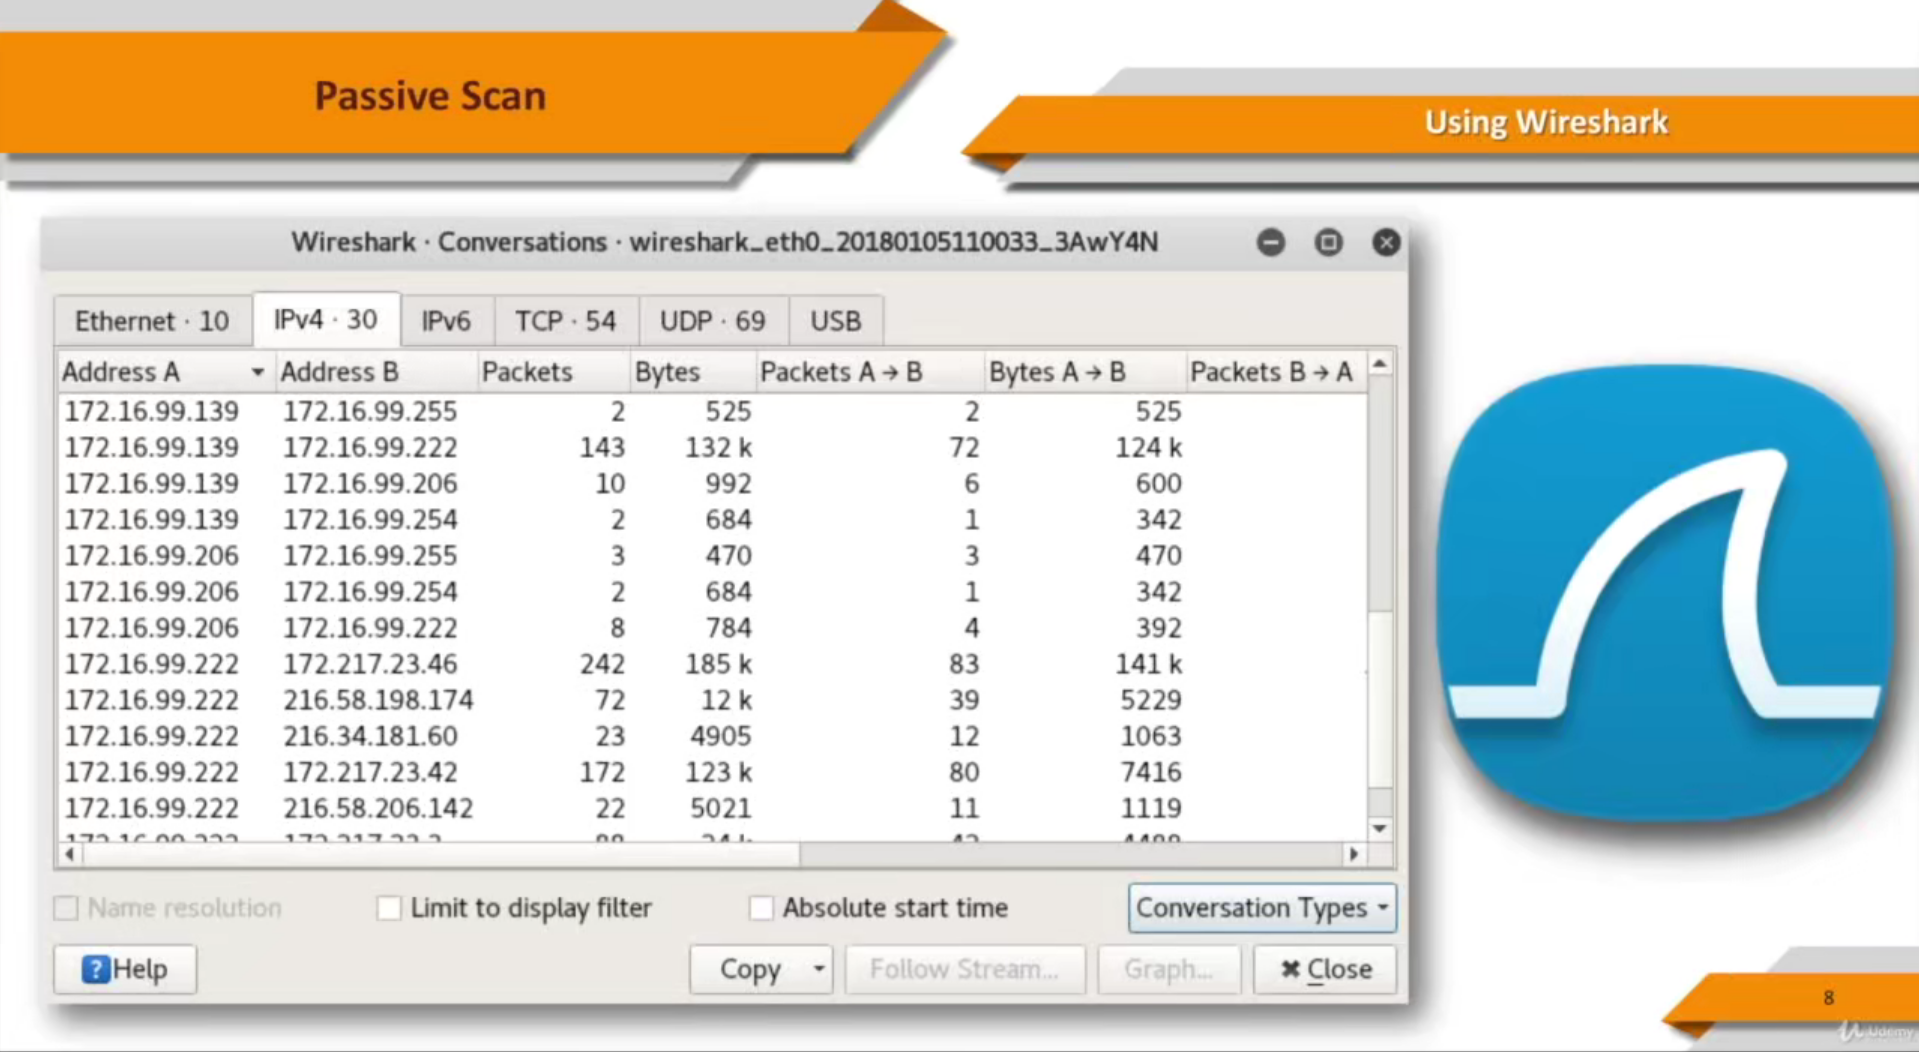 Passive Scan
Using Wireshark
Wireshark · Conversations · wireshark_eth0_20180105110033_3AwY4N
Ethernet · 10 IPv4 · 30 IPv6 TCP · 54 UDP · 69 USB
Address A Address B Packets Bytes Packets A → B Bytes A → B Packets B → A
172.16.99.139 172.16.99.255 2 525 2 525
172.16.99.139 172.16.99.222 143 132 k 72 124 k
172.16.99.139 172.16.99.206 10 992 6 600
172.16.99.139 172.16.99.254 2 684 1 342
172.16.99.206 172.16.99.255 3 470 3 470
172.16.99.206 172.16.99.254 2 684 1 342
172.16.99.206 172.16.99.222 8 784 4 392
172.16.99.222 172.217.23.46 242 185 k 83 141 k
172.16.99.222 216.58.198.174 72 12 k 39 5229
172.16.99.222 216.34.181.60 23 4905 12 1063
172.16.99.222 172.217.23.42 172 123 k 80 7416
172.16.99.222 216.58.206.142 22 5021 11 1119
Name resolution Limit to display filter Absolute start time Conversation Types
?Help Copy Follow Stream... Graph... ✖ Close
8
Udemy